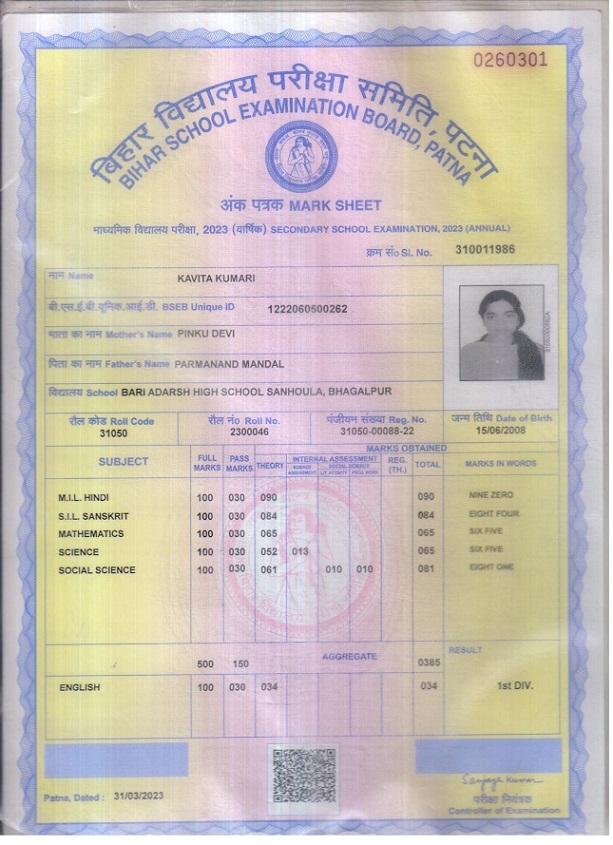 0260301
बिहार विद्यालय परीक्षा समिति, पटना
BIHAR SCHOOL EXAMINATION BOARD, PATNA
अंक पत्रक MARK SHEET
माध्यमिक विद्यालय परीक्षा, 2023 (वार्षिक) SECONDARY SCHOOL EXAMINATION, 2023 (ANNUAL)
क्रम सं० Sl. No. 310011986
नाम Name KAVITA KUMARI
बी.एस.ई.बी.यूनिक.आई.डी. BSEB Unique ID 1222060500262
माता का नाम Mother's Name PINKU DEVI
पिता का नाम Father's Name PARMANAND MANDAL
विद्यालय School BARI ADARSH HIGH SCHOOL SANHOULA, BHAGALPUR
रौल कोड Roll Code रौल नं० Roll No. पंजीयन संख्या Reg. No. जन्म तिथि Date of Birth
31050 2300046 31050-00088-22 15/06/2008
MARKS OBTAINED
SUBJECT FULL MARKS PASS MARKS THEORY INTERNAL ASSESSMENT REG. (TH.) TOTAL MARKS IN WORDS
SOCIAL SCIENCE
M.I.L. HINDI 100 030 090 090 NINE ZERO
S.I.L. SANSKRIT 100 030 084 084 EIGHT FOUR
MATHEMATICS 100 030 065 065 SIX FIVE
SCIENCE 100 030 052 013 065 SIX FIVE
SOCIAL SCIENCE 100 030 061 010 010 081 EIGHT ONE
500 150 AGGREGATE 0385 RESULT
ENGLISH 100 030 034 034 1st DIV.
Patna, Dated : 31/03/2023
Sanjay Kumar
परीक्षा नियंत्रक
Controller of Examination